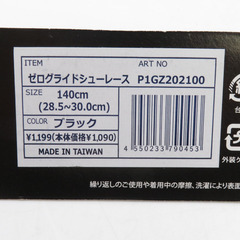 ITEM
ART NO
ゼログライドシューレース P1GZ202100
SIZE
140cm
(28.5~30.0cm)
COLOR ブラック
¥1,199(本体価格¥1,090)
MADE IN TAIWAN
4 550233 790453
繰り返しのご使用や着用中の摩擦、洗濯により表面